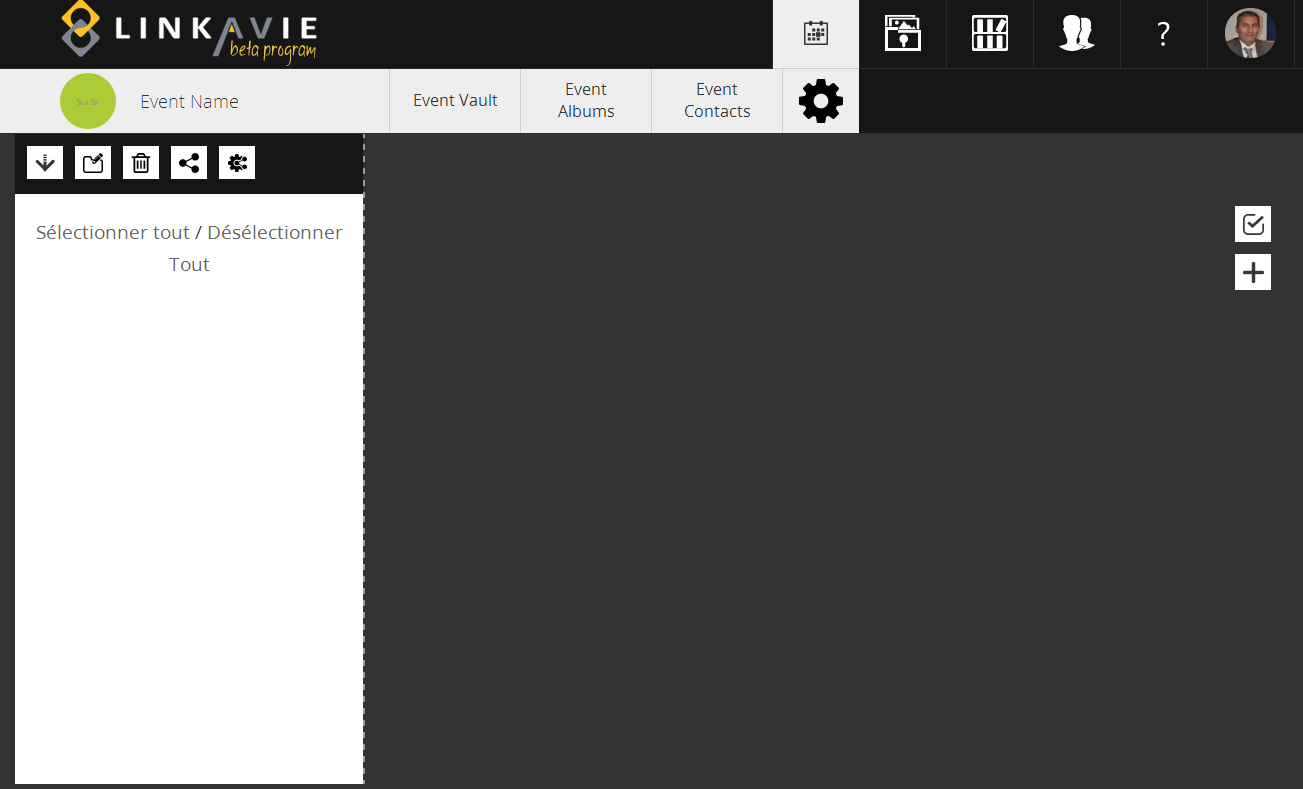 LINKAVIE
beta program
?
Event Name
Event Vault
Event
Albums
Event
Contacts
Sélectionner tout / Désélectionner
Tout